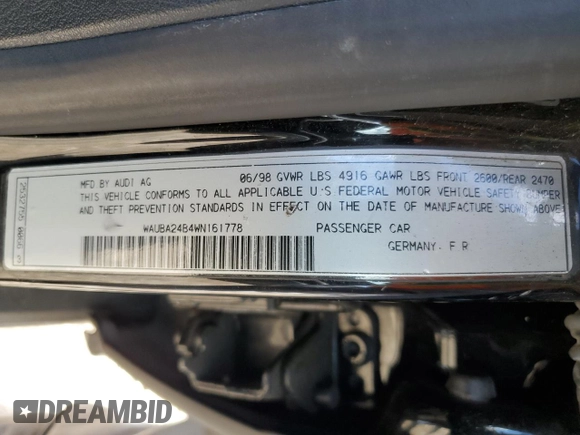 MFD BY AUDI AG 06/98 GVWR LBS 4916 GAWR LBS FRONT 2600/REAR 2470
THIS VEHICLE CONFORMS TO ALL APPLICABLE U'S'FEDERAL MOTOR VEHICLE SAFETY BUMPER
AND THEFT PREVENTION STANDARDS IN EFFECT ON THE DATE OF MANUFACTURE SHOWN ABOVE
WAUBA24B4WN161778 PASSENGER CAR
GERMANY. F R
DREAMBID